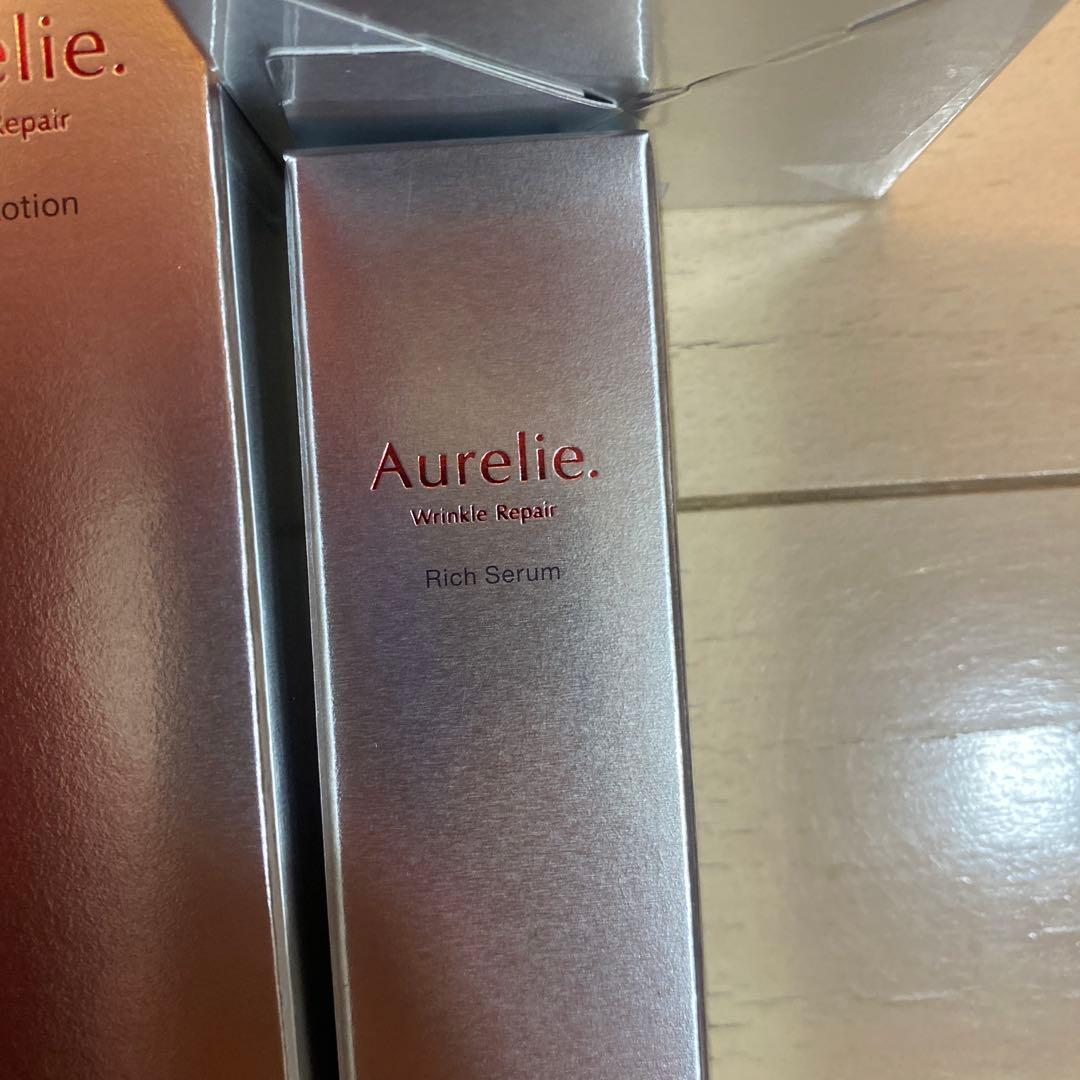 elie.
Repair
otion
Aurelie.
Wrinkle Repair
Rich Serum